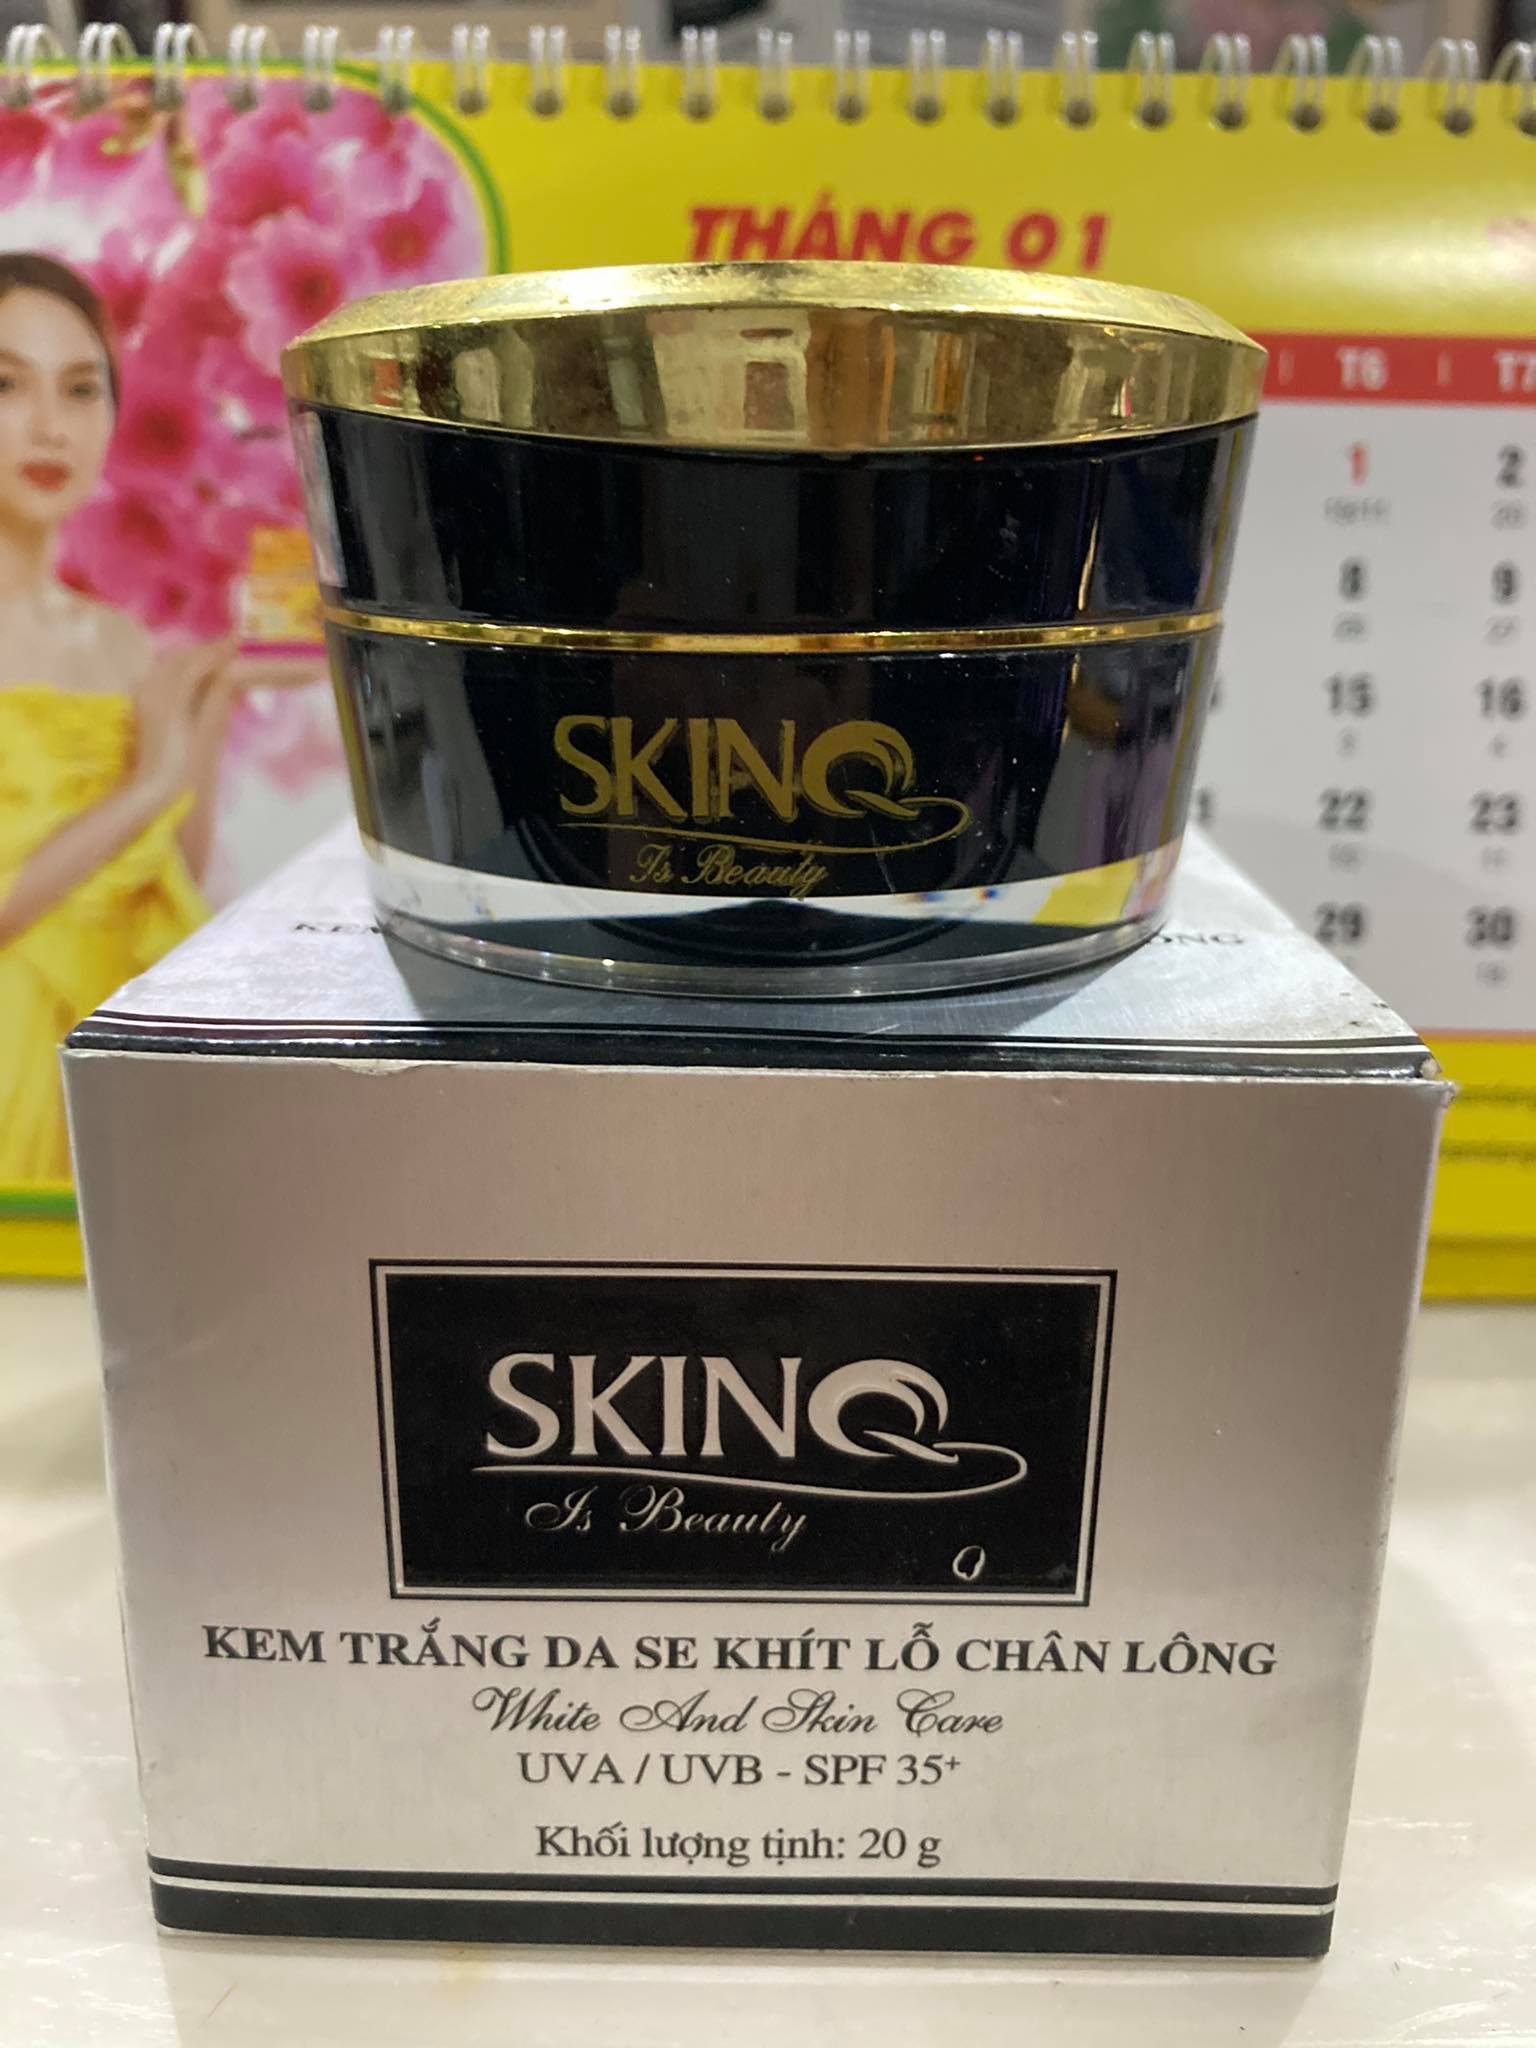 THÁNG 01
T6 T7
1 2
8 9
15 16
22 23
29 30
SKINQ
Is Beauty
SKINQ
Is Beauty
KEM TRẮNG DA SE KHÍT LỖ CHÂN LÔNG
White And Skin Care
UVA / UVB - SPF 35+
Khối lượng tịnh: 20 g